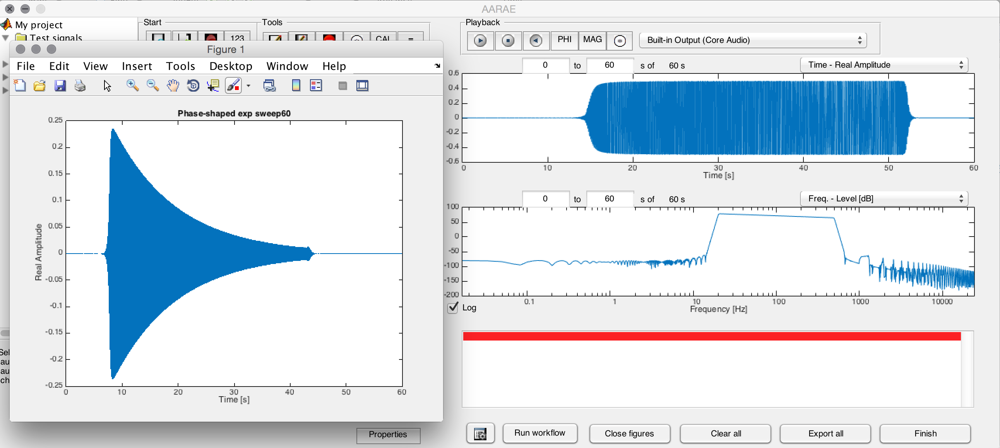 AARAE
My project
Test signals
Start
123
Tools
CAL
Playback
PHI
MAG
Built-in Output (Core Audio)
0 to 60 s of 60 s
Time - Real Amplitude
0.6
0.4
0.2
0
-0.2
-0.4
-0.6
0 10 20 30 40 50 60
Time [s]
0 to 60 s of 60 s
Freq. - Level [dB]
100
50
0
-50
-100
-150
-200
0.1 1 10 100 1000 10000
Frequency [Hz]
Log
Figure 1
File Edit View Insert Tools Desktop Window Help
Phase-shaped exp sweep60
Real Amplitude
0.25
0.2
0.15
0.1
0.05
0
-0.05
-0.1
-0.15
-0.2
-0.25
0 10 20 30 40 50 60
Time [s]
Sel
au
au
ch
Properties
Run workflow
Close figures
Clear all
Export all
Finish